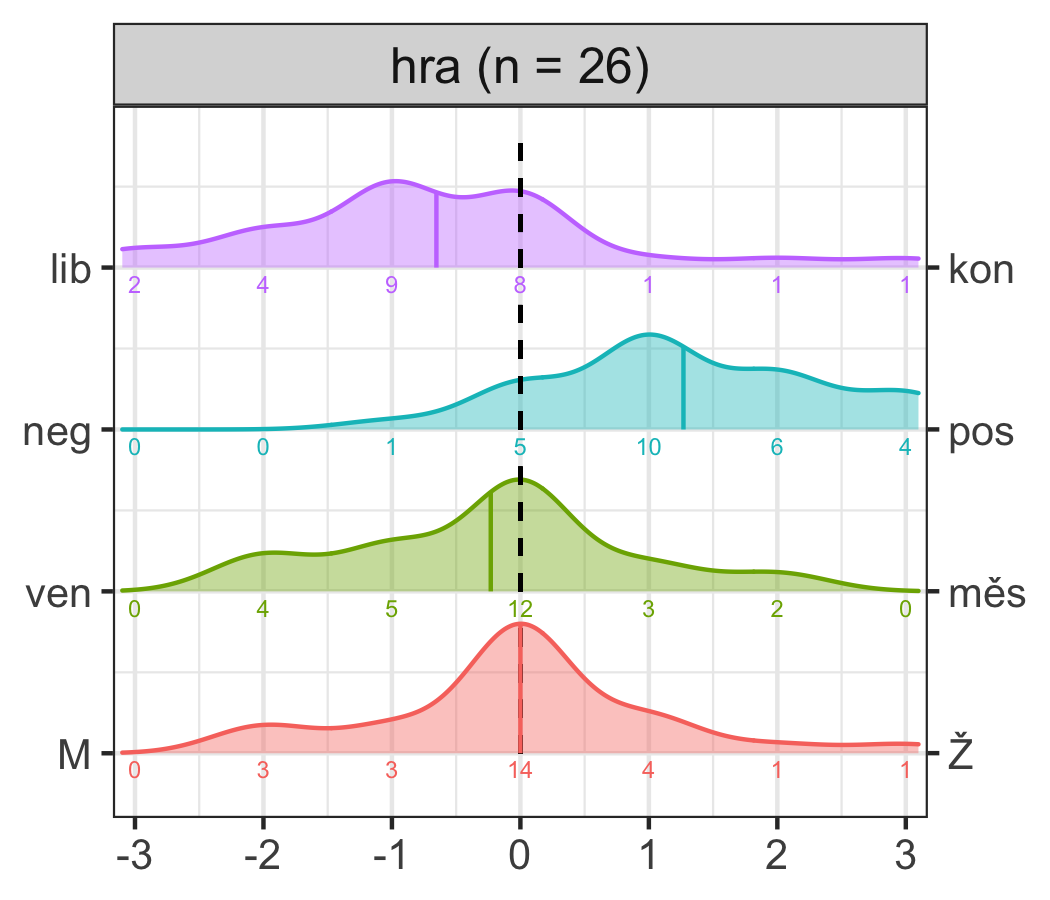 hra (n = 26)
lib kon
2 4 9 8 1 1 1
neg pos
0 0 1 5 10 6 4
ven měs
0 4 5 12 3 2 0
M Ž
0 3 3 14 4 1 1
-3 -2 -1 0 1 2 3